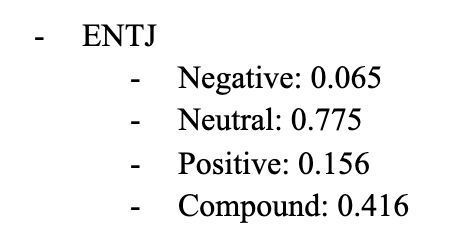 - ENTJ
- Negative: 0.065
- Neutral: 0.775
- Positive: 0.156
- Compound: 0.416